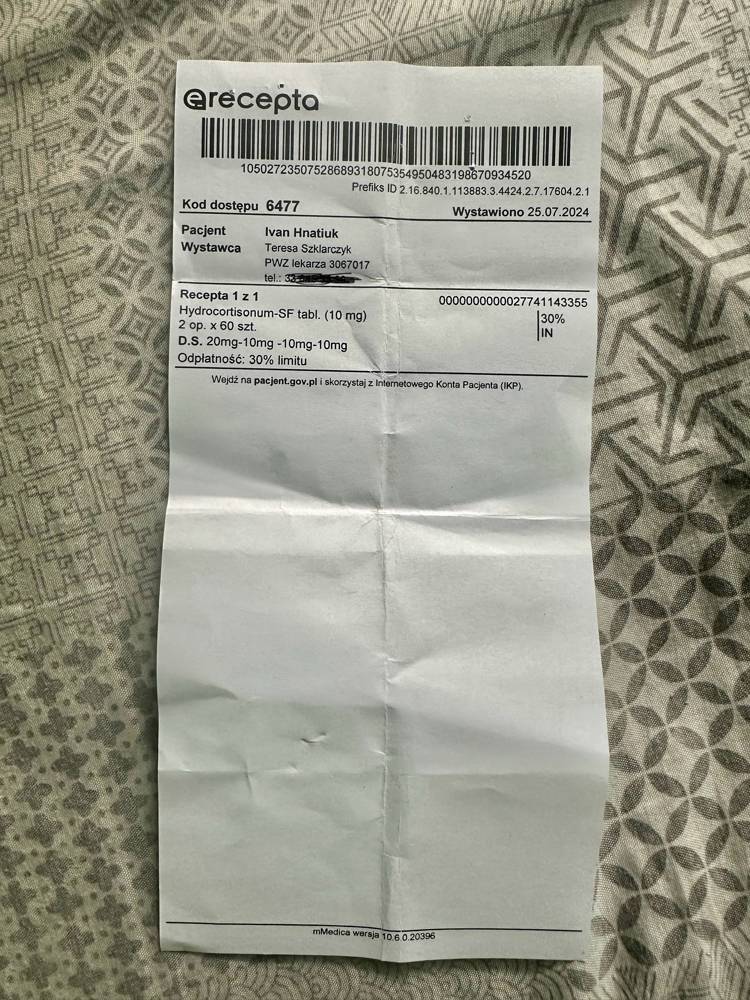 erecepta
10502723507528689318075354950483198670934520
Prefiks ID 2.16.840.1.113883.3.4424.2.7.17604.2.1
Kod dostępu 6477 Wystawiono 25.07.2024
Pacjent Ivan Hnatiuk
Wystawca Teresa Szklarczyk
PWZ lekarza 3067017
tel.:
Recepta 1 z 1 0000000000027741143355
Hydrocortisonum-SF tabl. (10 mg) 30%
2 op. x 60 szt. IN
D.S. 20mg-10mg -10mg-10mg
Odpłatność: 30% limitu
Wejdź na pacjent.gov.pl i skorzystaj z Internetowego Konta Pacjenta (IKP).
mMedica wersja 10.6.0.20396